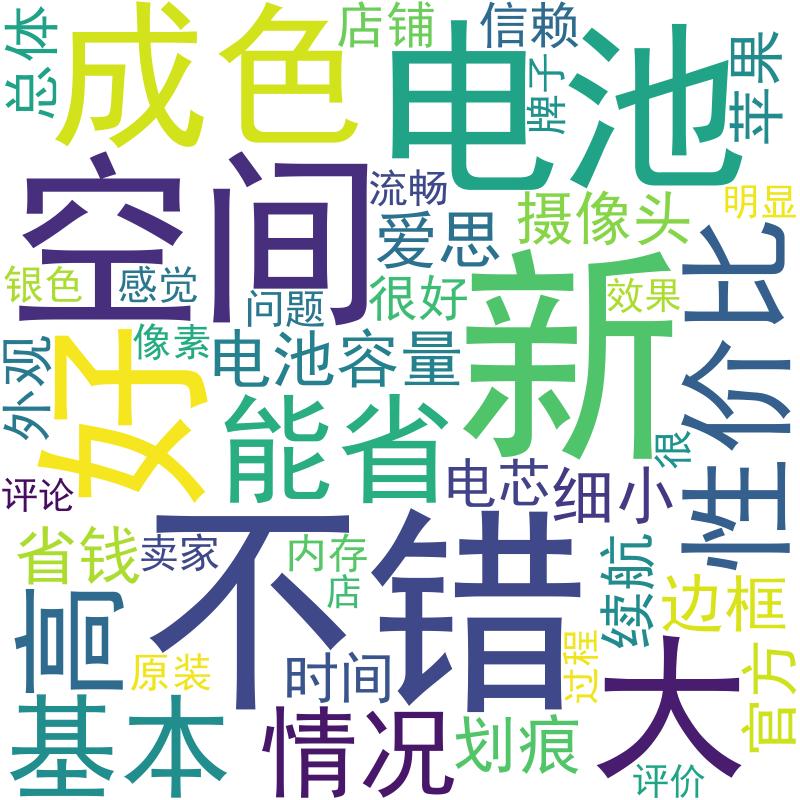 总体
成色
店铺
信赖
电池
牌子
苹果
空间
流畅
爱思
摄像头
明显
银色
感觉
问题
很好
新
效果
性价比
外观
好
像素
电池容量
能省
很
评论
电芯
细小
省钱
卖家
不错
内存
店
续航
边框
高
原装
时间
过程
大
官方
基本
情况
划痕
评价